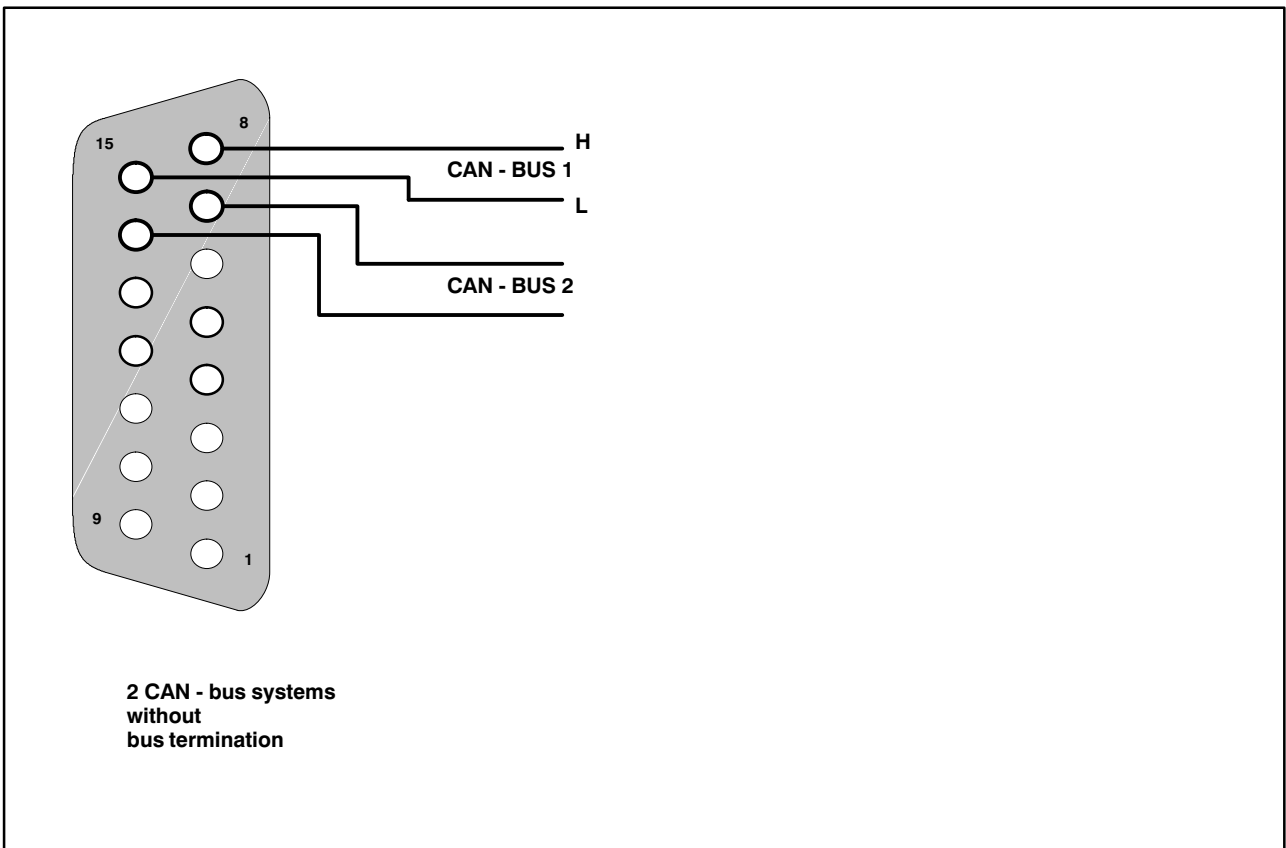 8
15
H
CAN - BUS 1
L
CAN - BUS 2
9
1
2 CAN - bus systems
without
bus termination